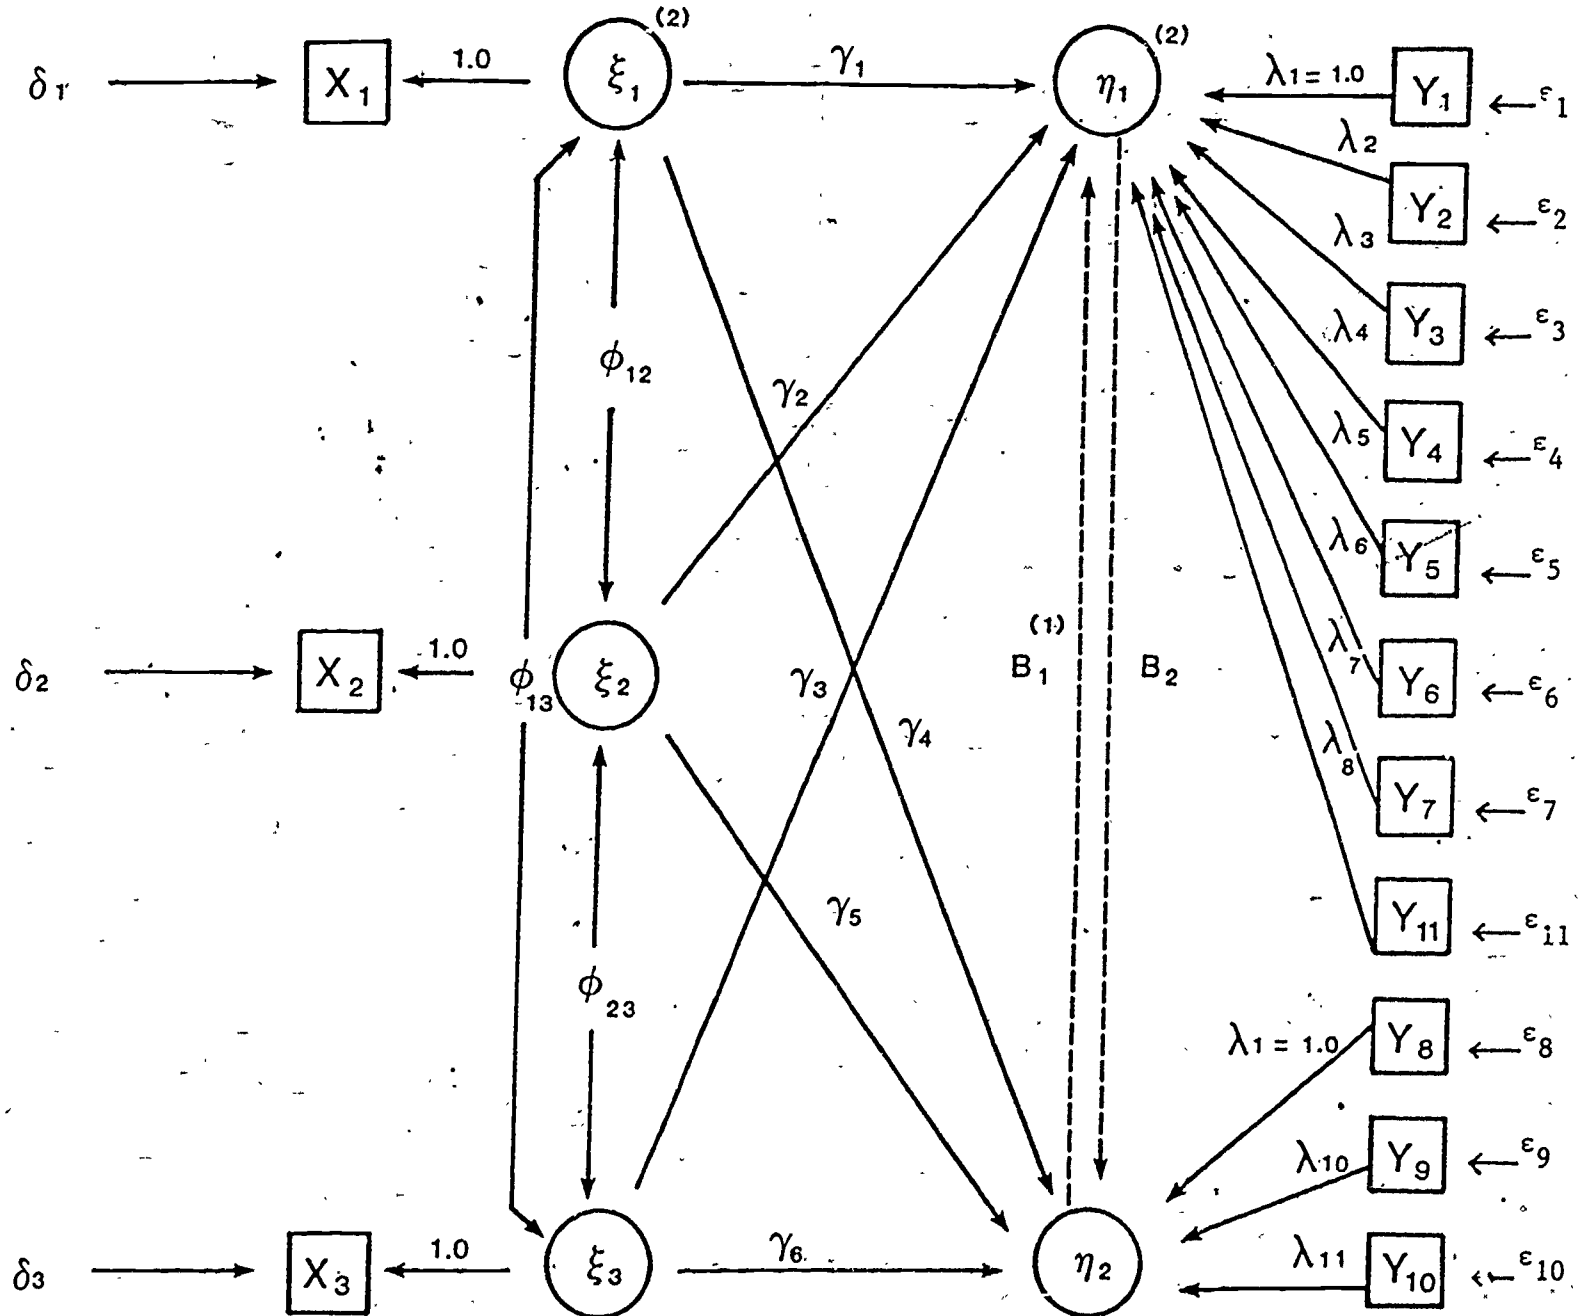 (2) (2)
δ1 X1 1.0 ξ1 γ1 η1 λ1 = 1.0 Y1 ε1
λ2
Y2 ε2
λ3
Y3 ε3
λ4
ϕ12
γ2
λ5 Y4 ε4
λ6 Y5 ε5
(1)
δ2 X2 1.0 ϕ13 ξ2 γ3 B1 B2 λ7 Y6 ε6
γ4
λ8
Y7 ε7
γ5
Y11 ε11
ϕ23
λ1 = 1.0 Y8 ε8
λ10 Y9 ε9
δ3 X3 1.0 ξ3 γ6 η2 λ11 Y10 ε10